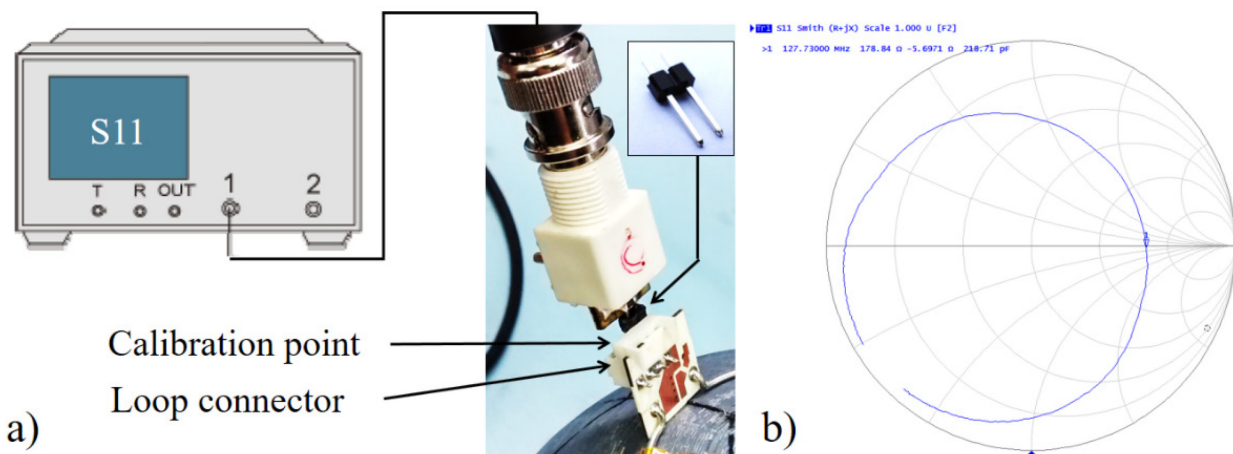 S11
T R OUT 1 2
Calibration point
Loop connector
a)
Tr1 S11 Smith (R+jX) Scale 1.000 U [F2]
>1 127.73000 MHz 178.84 Ω -5.6971 Ω 218.71 pF
1
b)